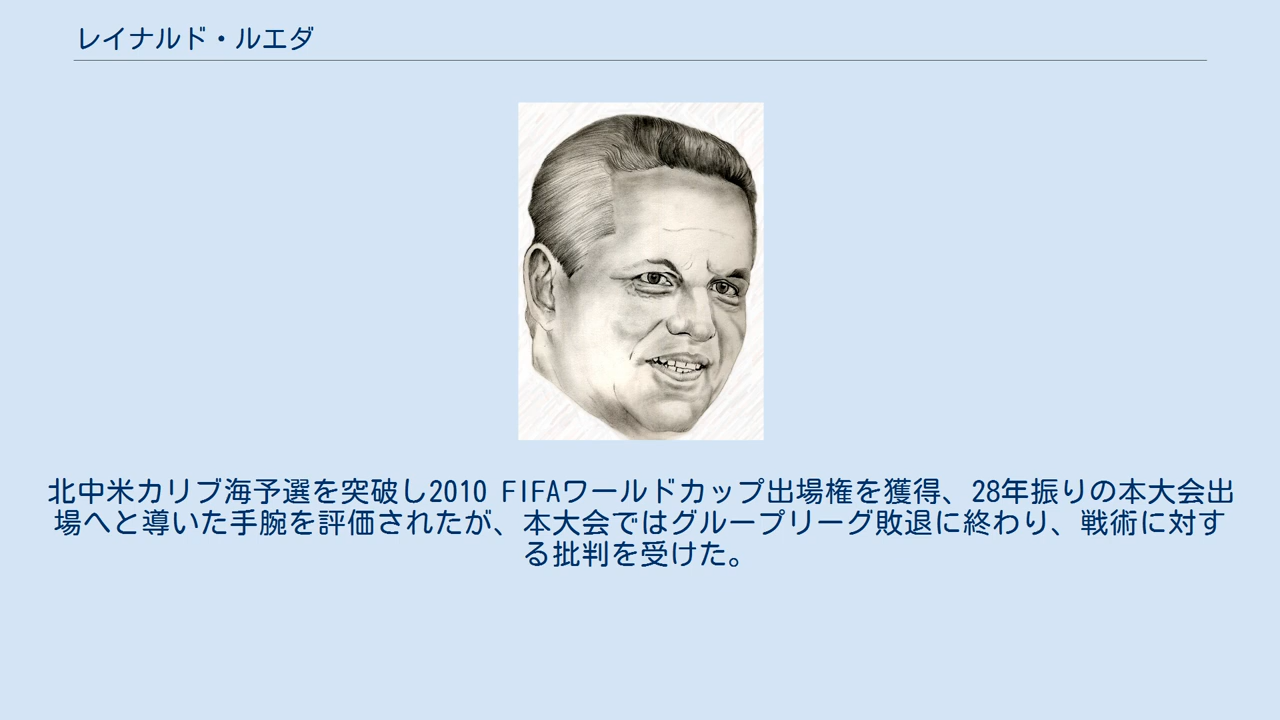 レイナルド・ルエダ
北中米カリブ海予選を突破し2010 FIFAワールドカップ出場権を獲得、28年振りの本大会出
場へと導いた手腕を評価されたが、本大会ではグループリーグ敗退に終わり、戦術に対す
る批判を受けた。